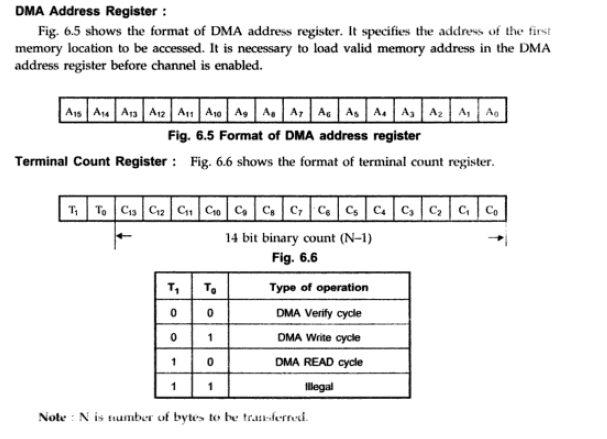 DMA Address Register :
Fig. 6.5 shows the format of DMA address register. It specifies the address of the first
memory location to be accessed. It is necessary to load valid memory address in the DMA
address register before channel is enabled.
A₁₅ A₁₄ A₁₃ A₁₂ A₁₁ A₁₀ A₉ A₈ A₇ A₆ A₅ A₄ A₃ A₂ A₁ A₀
Fig. 6.5 Format of DMA address register
Terminal Count Register : Fig. 6.6 shows the format of terminal count register.
T₁ T₀ C₁₃ C₁₂ C₁₁ C₁₀ C₉ C₈ C₇ C₆ C₅ C₄ C₃ C₂ C₁ C₀
14 bit binary count (N–1)
Fig. 6.6
T₁ T₀ Type of operation
0 0 DMA Verify cycle
0 1 DMA Write cycle
1 0 DMA READ cycle
1 1 Illegal
Note : N is number of bytes to be transferred.